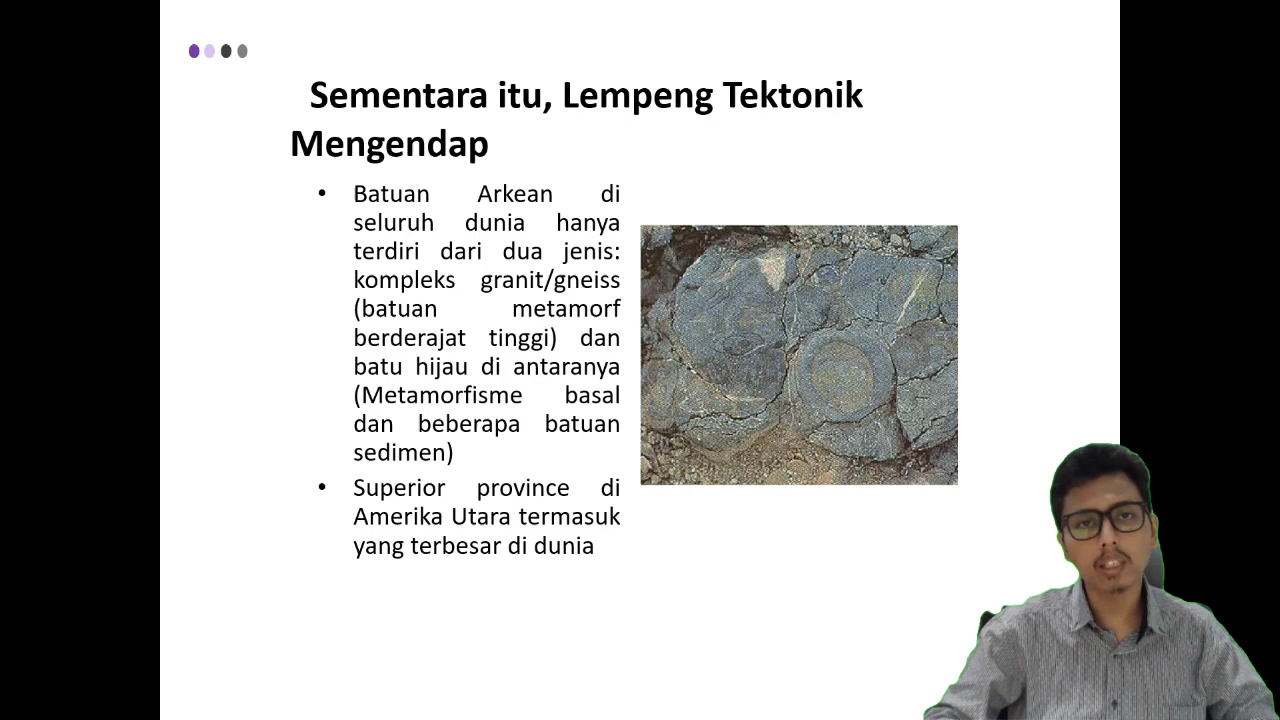 Sementara itu, Lempeng Tektonik
Mengendap
• Batuan Arkean di
seluruh dunia hanya
terdiri dari dua jenis:
kompleks granit/gneiss
(batuan metamorf
berderajat tinggi) dan
batu hijau di antaranya
(Metamorfisme basal
dan beberapa batuan
sedimen)
• Superior province di
Amerika Utara termasuk
yang terbesar di dunia